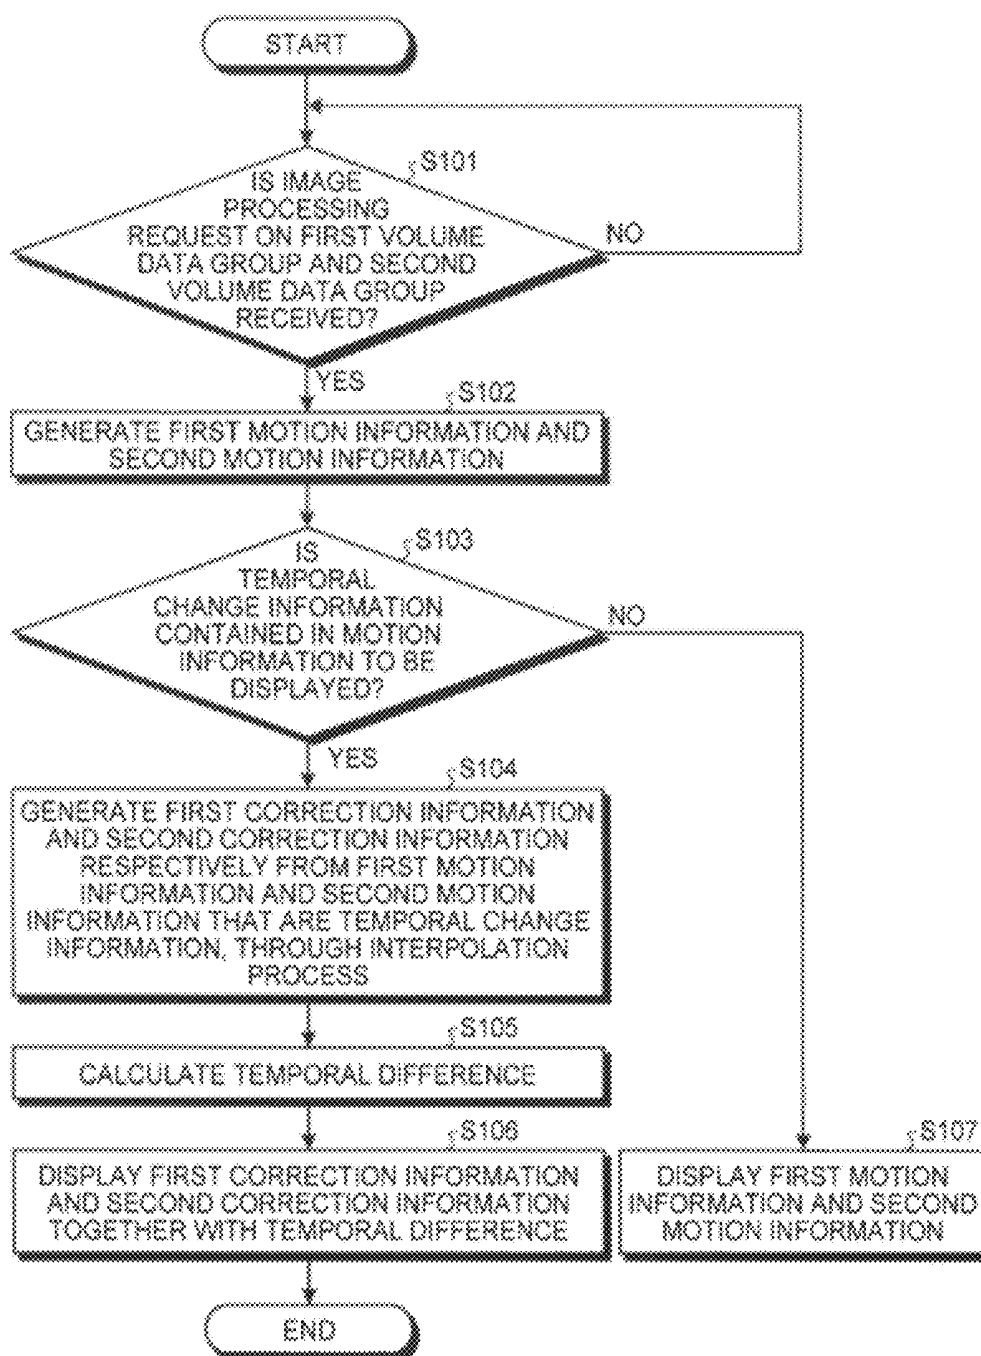 START
S101
IS IMAGE
PROCESSING
REQUEST ON FIRST VOLUME
DATA GROUP AND SECOND
VOLUME DATA GROUP
RECEIVED?
NO
YES
S102
GENERATE FIRST MOTION INFORMATION AND
SECOND MOTION INFORMATION
S103
IS
TEMPORAL
CHANGE INFORMATION
CONTAINED IN MOTION
INFORMATION TO BE
DISPLAYED?
NO
YES
S104
GENERATE FIRST CORRECTION INFORMATION
AND SECOND CORRECTION INFORMATION
RESPECTIVELY FROM FIRST MOTION
INFORMATION AND SECOND MOTION
INFORMATION THAT ARE TEMPORAL CHANGE
INFORMATION, THROUGH INTERPOLATION
PROCESS
S105
CALCULATE TEMPORAL DIFFERENCE
S106
DISPLAY FIRST CORRECTION INFORMATION
AND SECOND CORRECTION INFORMATION
TOGETHER WITH TEMPORAL DIFFERENCE
S107
DISPLAY FIRST MOTION
INFORMATION AND SECOND
MOTION INFORMATION
END